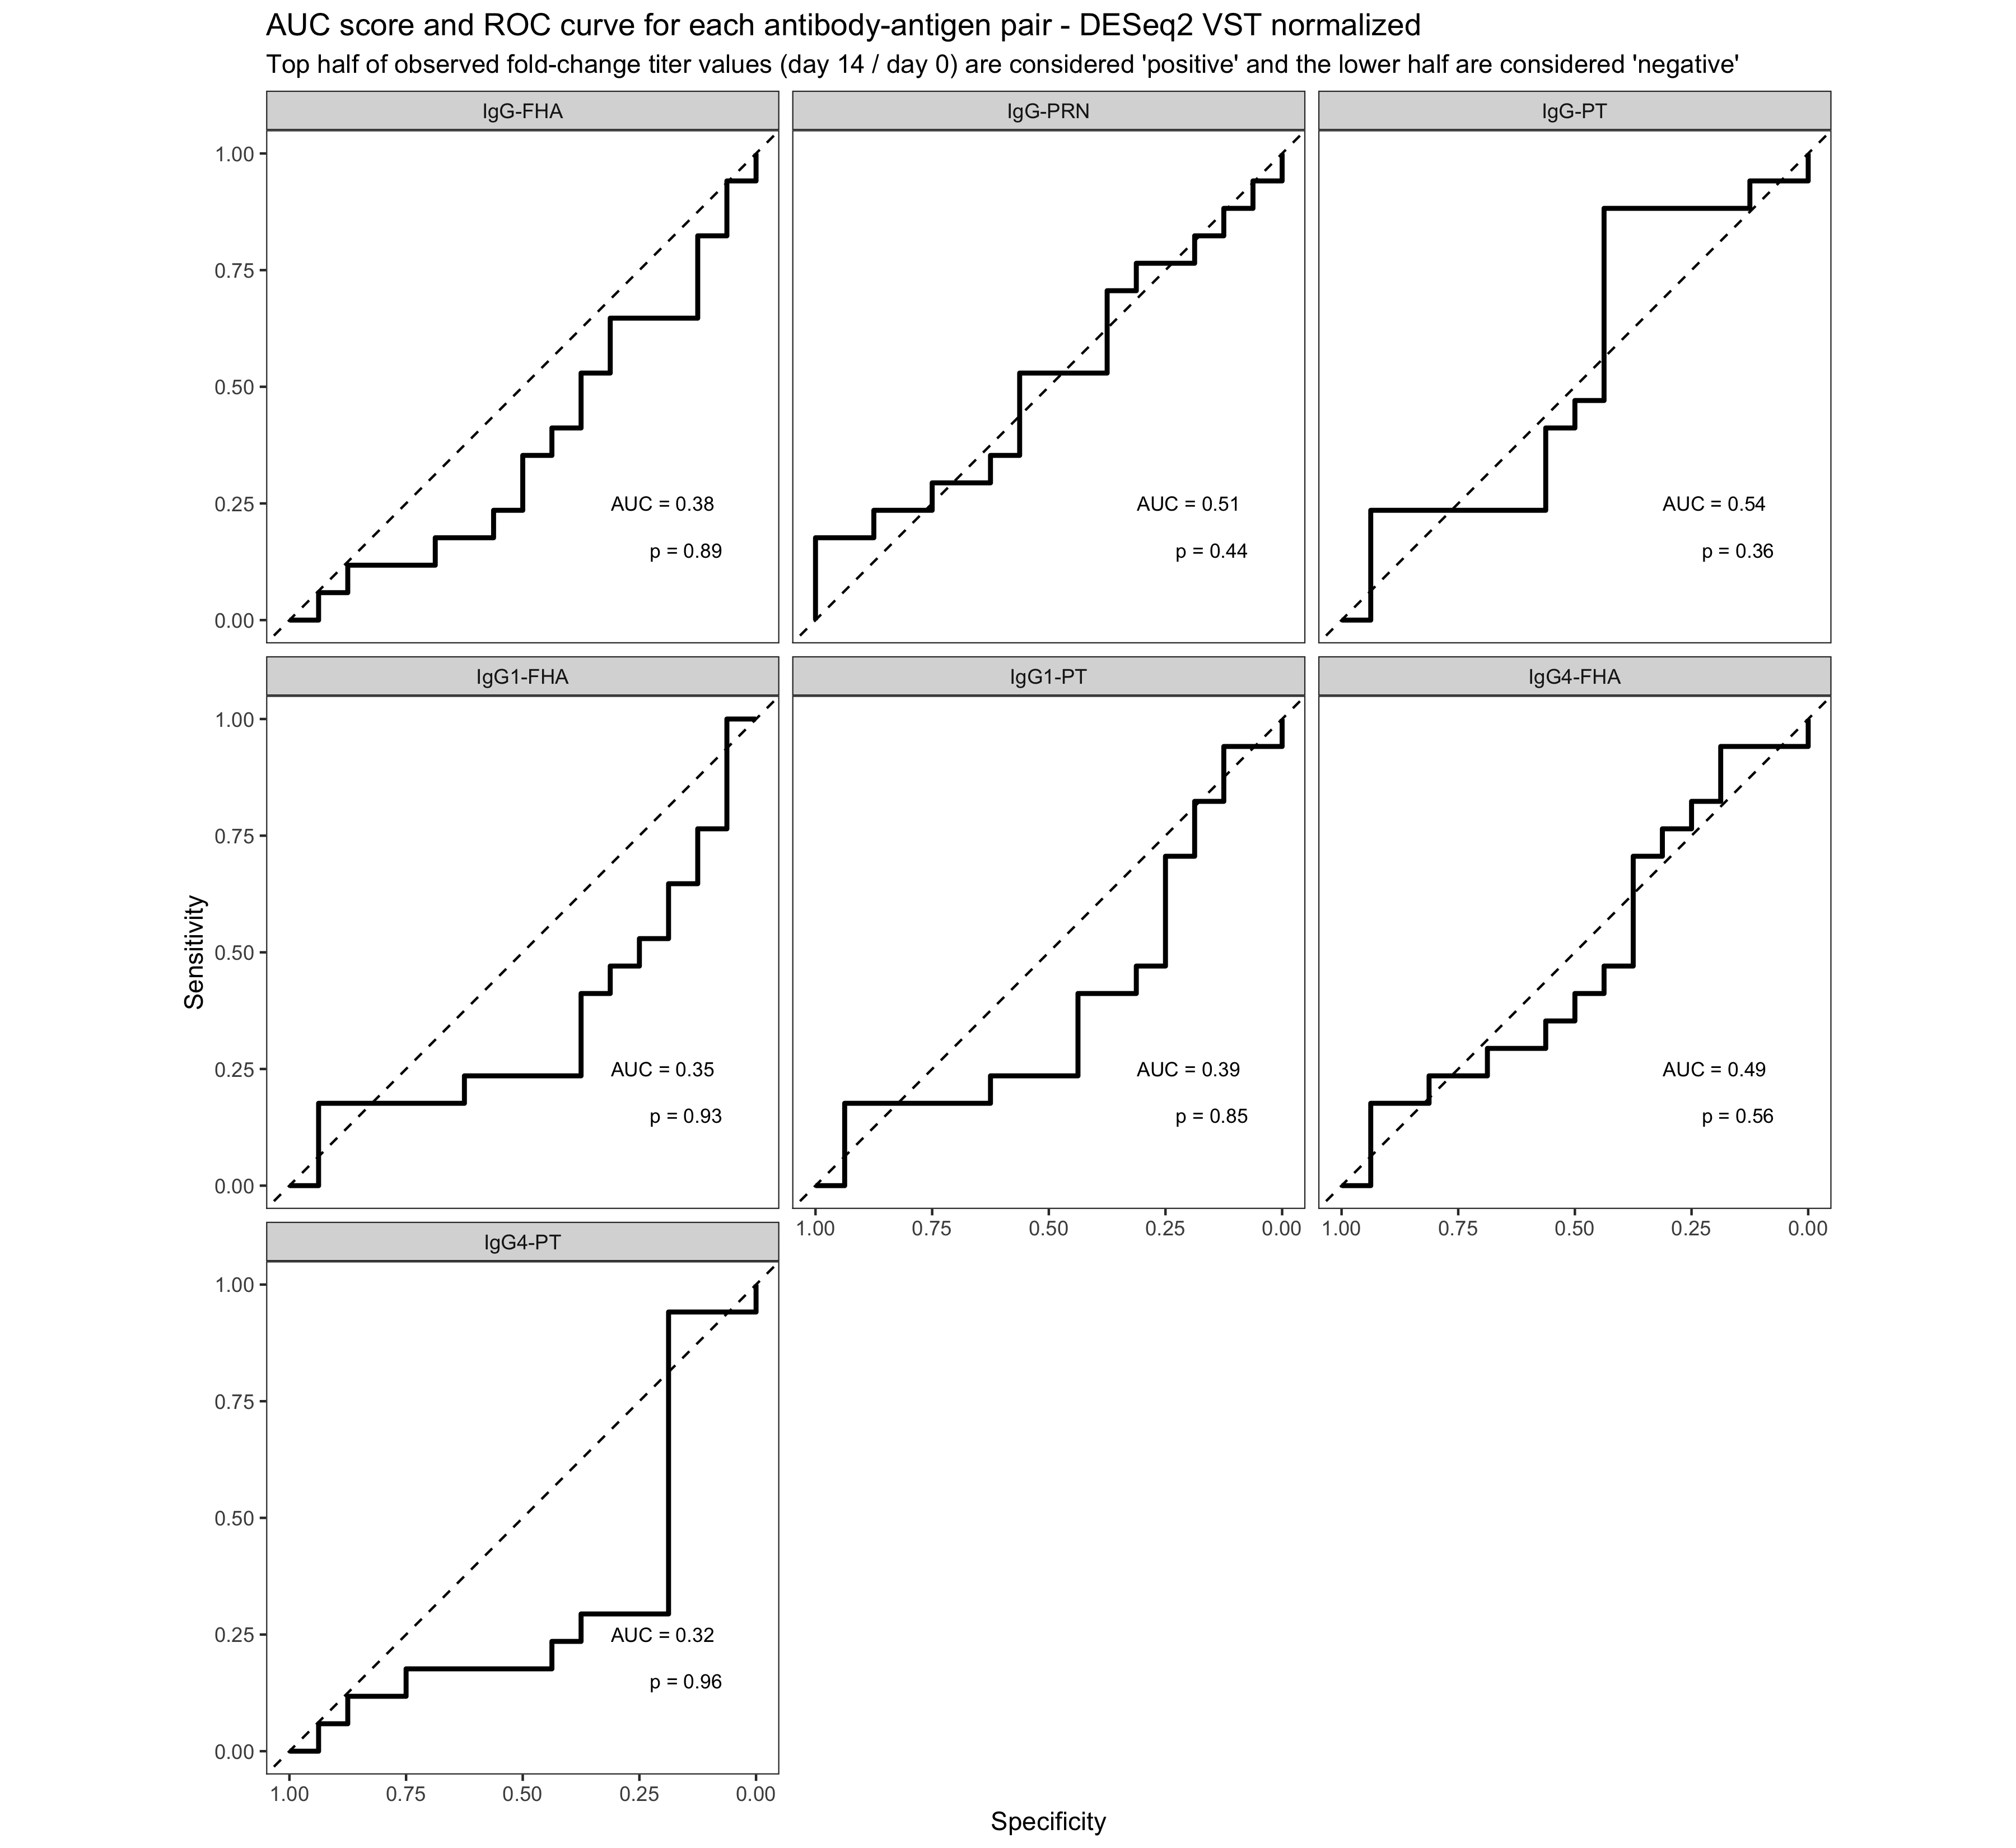 AUC score and ROC curve for each antibody-antigen pair - DESeq2 VST normalized
Top half of observed fold-change titer values (day 14 / day 0) are considered 'positive' and the lower half are considered 'negative'
IgG-FHA
IgG-PRN
IgG-PT
1.00
0.75
0.50
0.25
0.00
AUC = 0.38
p = 0.89
AUC = 0.51
p = 0.44
AUC = 0.54
p = 0.36
IgG1-FHA
IgG1-PT
IgG4-FHA
Sensitivity
1.00
0.75
0.50
0.25
0.00
AUC = 0.35
p = 0.93
AUC = 0.39
p = 0.85
AUC = 0.49
p = 0.56
1.00 0.75 0.50 0.25 0.00
1.00 0.75 0.50 0.25 0.00
IgG4-PT
1.00
0.75
0.50
0.25
0.00
AUC = 0.32
p = 0.96
1.00 0.75 0.50 0.25 0.00
Specificity